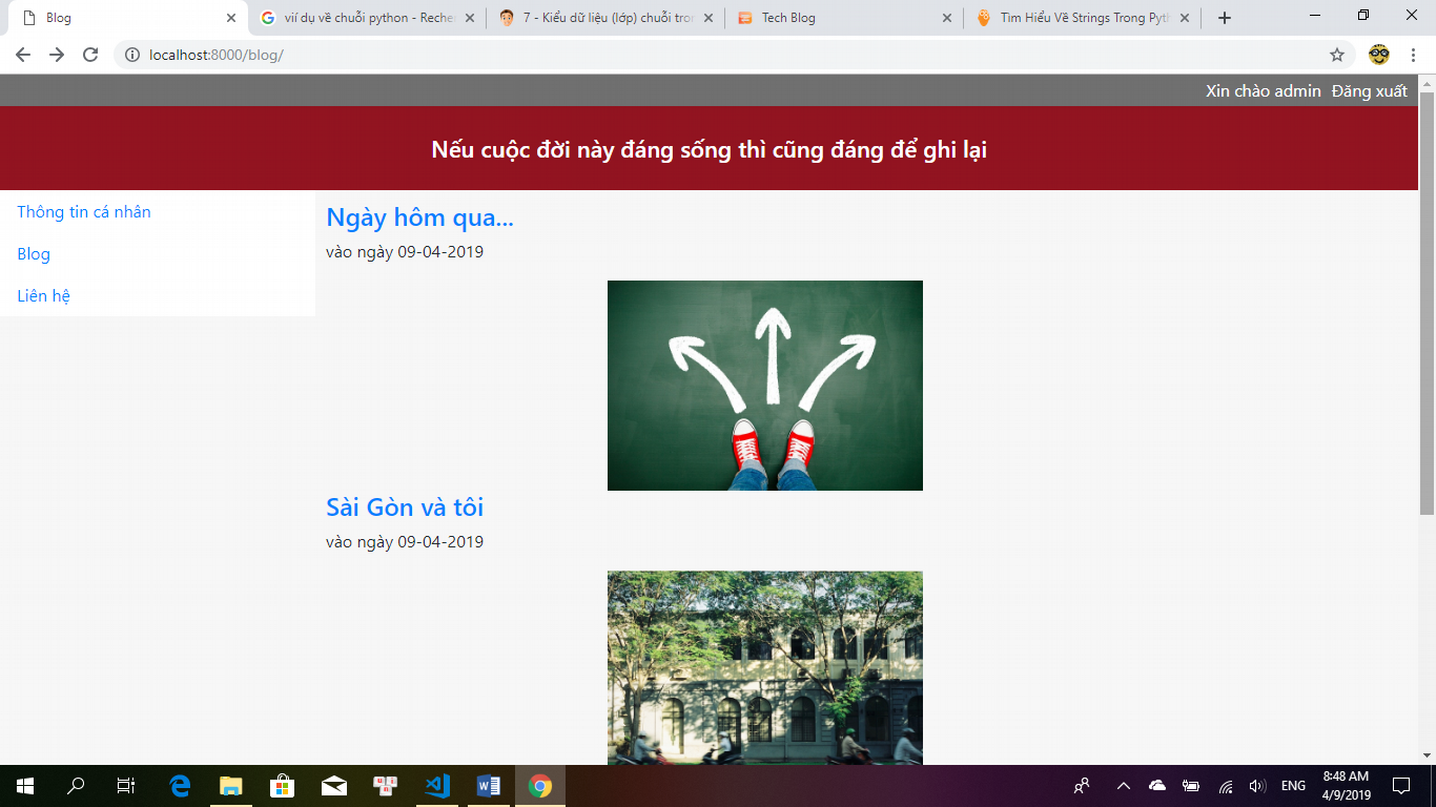 Blog
vií dụ về chuỗi python - Reche
7 - Kiểu dữ liệu (lớp) chuỗi tron
Tech Blog
Tìm Hiểu Về Strings Trong Pyth
localhost:8000/blog/
Xin chào admin Đăng xuất
Nếu cuộc đời này đáng sống thì cũng đáng để ghi lại
Thông tin cá nhân
Blog
Liên hệ
Ngày hôm qua...
vào ngày 09-04-2019
Sài Gòn và tôi
vào ngày 09-04-2019
ENG
8:48 AM
4/9/2019